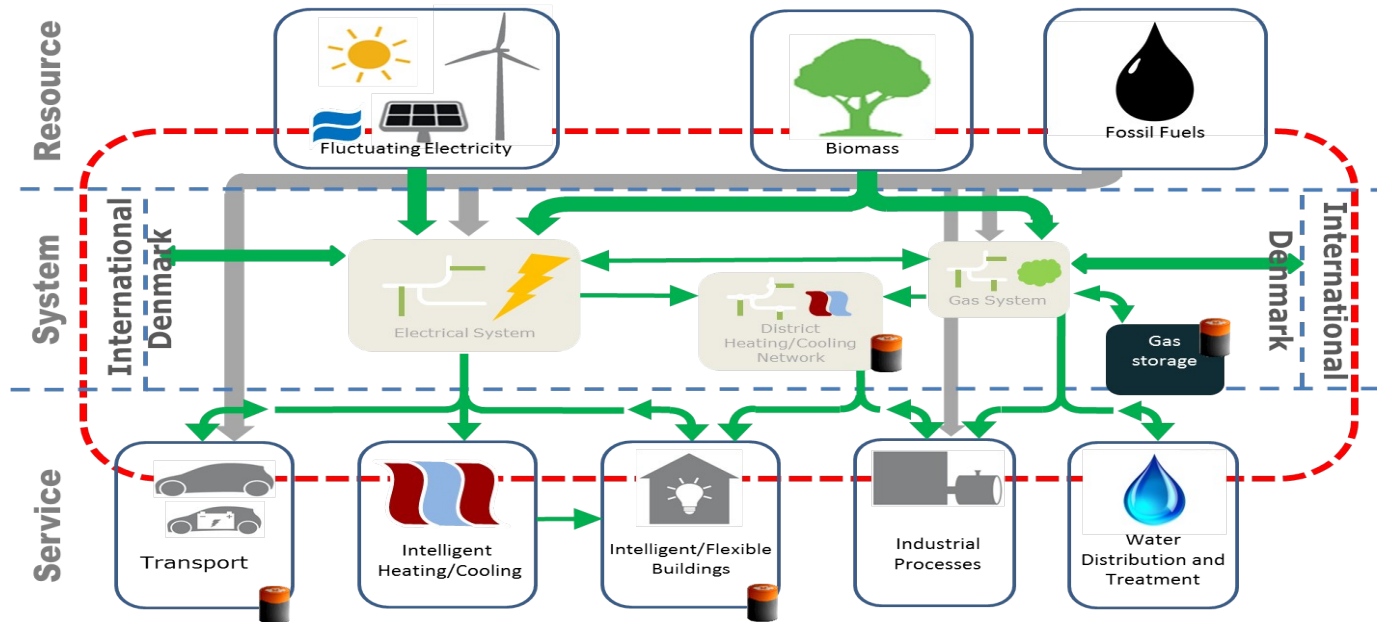 Resource
Fluctuating Electricity
Biomass
Fossil Fuels
System
International
Denmark
Electrical System
District
Heating/Cooling
Network
Gas System
Gas
storage
Denmark
International
Service
Transport
Intelligent
Heating/Cooling
Intelligent/Flexible
Buildings
Industrial
Processes
Water
Distribution and
Treatment